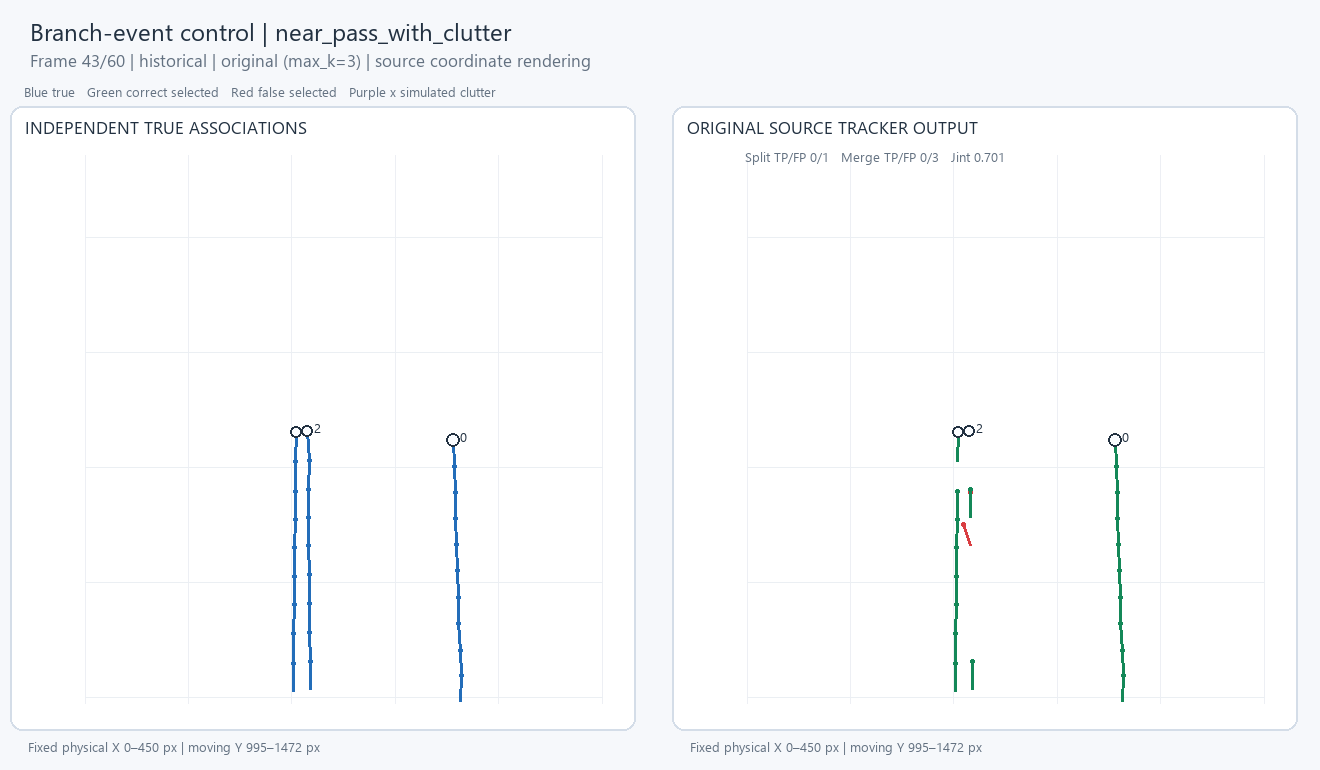 Branch-event control | near_pass_with_clutter
Frame 43/60 | historical | original (max_k=3) | source coordinate rendering
Blue true Green correct selected Red false selected Purple x simulated clutter
INDEPENDENT TRUE ASSOCIATIONS
2
0
Fixed physical X 0–450 px | moving Y 995–1472 px
ORIGINAL SOURCE TRACKER OUTPUT
Split TP/FP 0/1 Merge TP/FP 0/3 Jint 0.701
2
0
Fixed physical X 0–450 px | moving Y 995–1472 px